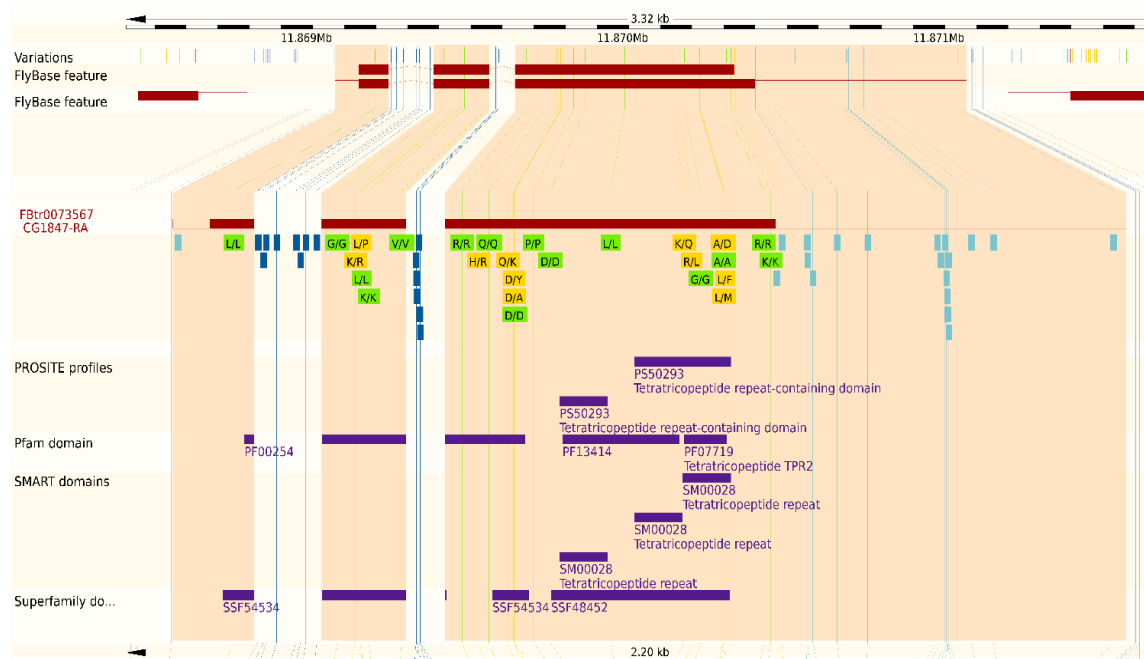 3.32 kb
11.869Mb 11.870Mb 11.871Mb
Variations
FlyBase feature
FlyBase feature
FBtr0073567
CG1847-RA
L/L G/G L/P V/V R/R Q/Q P/P L/L K/Q A/D R/R
K/R H/R Q/K D/D R/L A/A K/K
L/L D/Y G/G L/F
K/K D/A L/M
D/D
PROSITE profiles
PS50293
Tetratricopeptide repeat-containing domain
PS50293
Tetratricopeptide repeat-containing domain
Pfam domain
PF00254 PF13414 PF07719
Tetratricopeptide TPR2
SMART domains
SM00028
Tetratricopeptide repeat
SM00028
Tetratricopeptide repeat
SM00028
Tetratricopeptide repeat
Superfamily do...
SSF54534 SSF54534 SSF48452
2.20 kb